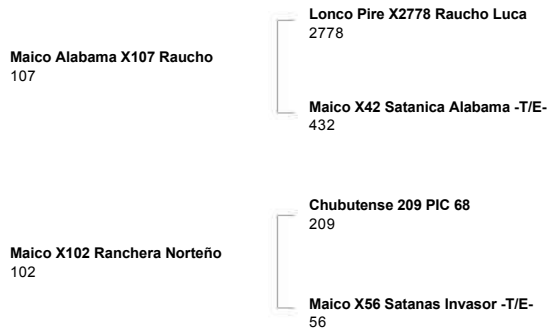 Lonco Pire X2778 Raucho Luca
2778
Maico Alabama X107 Raucho
107
Maico X42 Satanica Alabama -T/E-
432
Chubutense 209 PIC 68
209
Maico X102 Ranchera Norteño
102
Maico X56 Satanas Invasor -T/E-
56